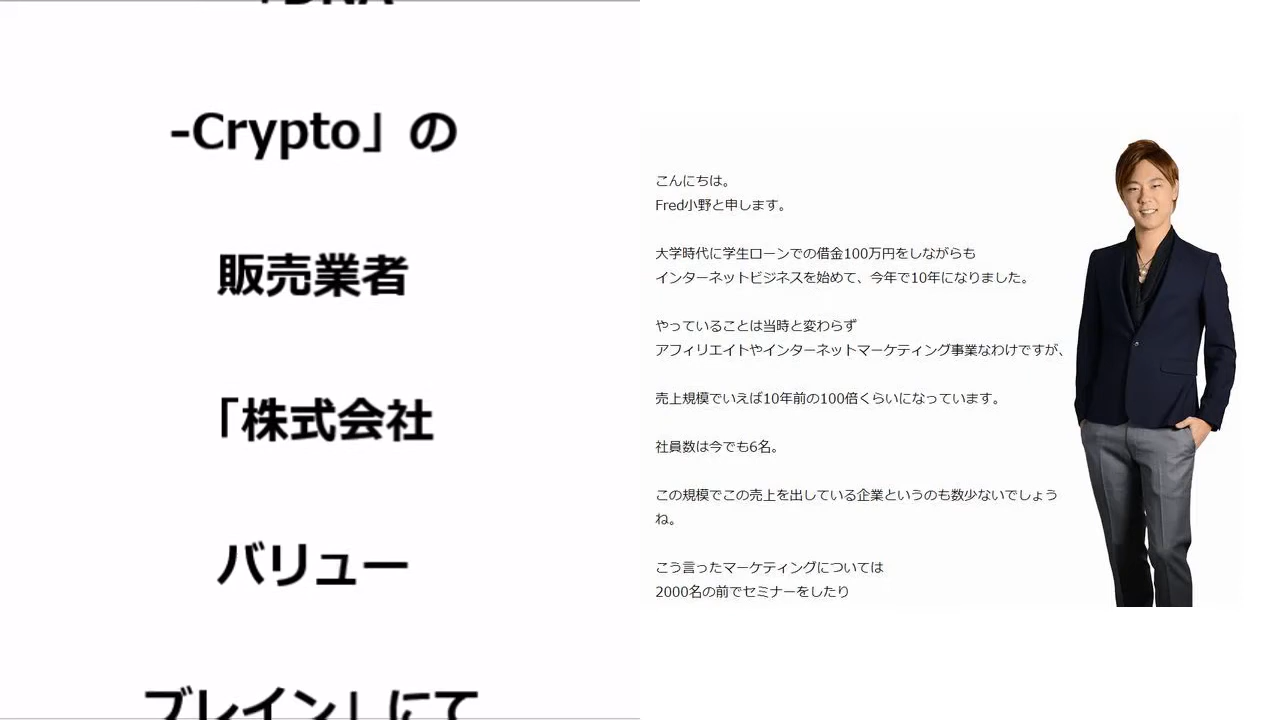 -Crypto」の
販売業者
「株式会社
バリュー
ブレイン」にて
こんにちは。
Fred小野と申します。
大学時代に学生ローンでの借金100万円をしながらも
インターネットビジネスを始めて、今年で10年になりました。
やっていることは当時と変わらず
アフィリエイトやインターネットマーケティング事業なわけですが、
売上規模でいえば10年前の100倍くらいになっています。
社員数は今でも6名。
この規模でこの売上を出している企業というのも数少ないでしょう
ね。
こう言ったマーケティングについては
2000名の前でセミナーをしたり